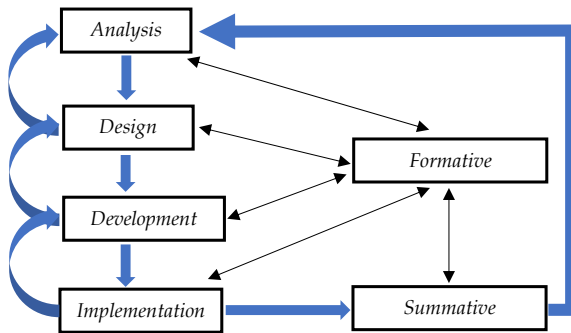 Analysis
Design
Formative
Development
Implementation
Summative